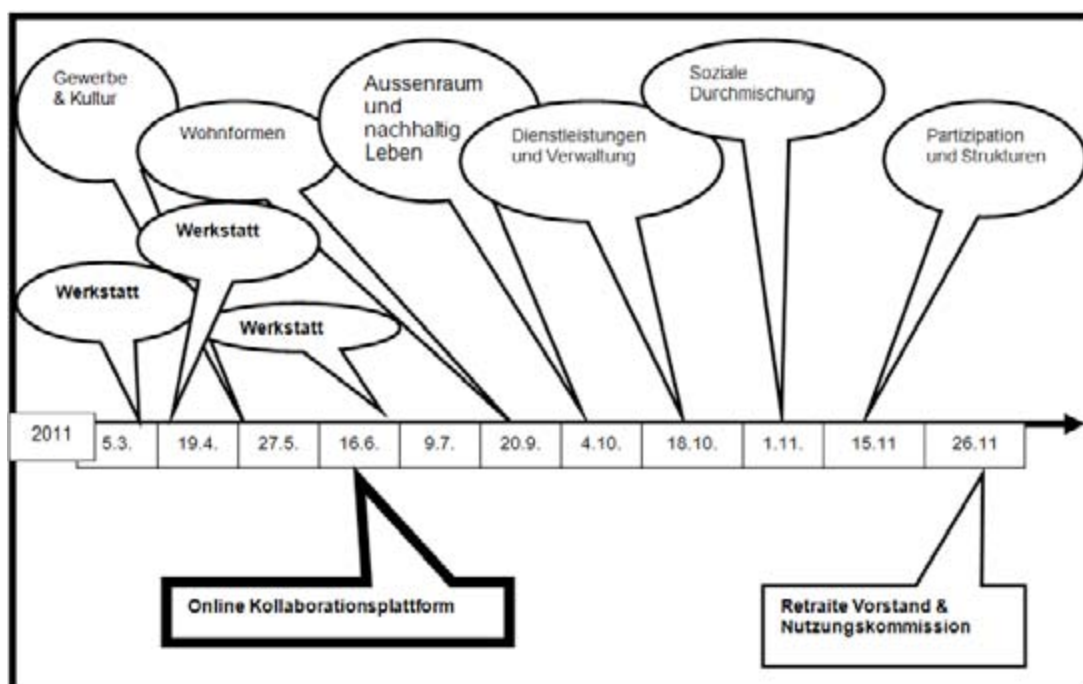 Gewerbe
& Kultur
Wohnformen
Aussenraum
und
nachhaltig
Leben
Dienstleistungen
und Verwaltung
Soziale
Durchmischung
Partizipation
und Strukturen
Werkstatt
Werkstatt
Werkstatt
2011
5.3.
19.4.
27.5.
16.6.
9.7.
20.9.
4.10.
18.10.
1.11.
15.11
26.11
Online Kollaborationsplattform
Retraite Vorstand &
Nutzungskommission